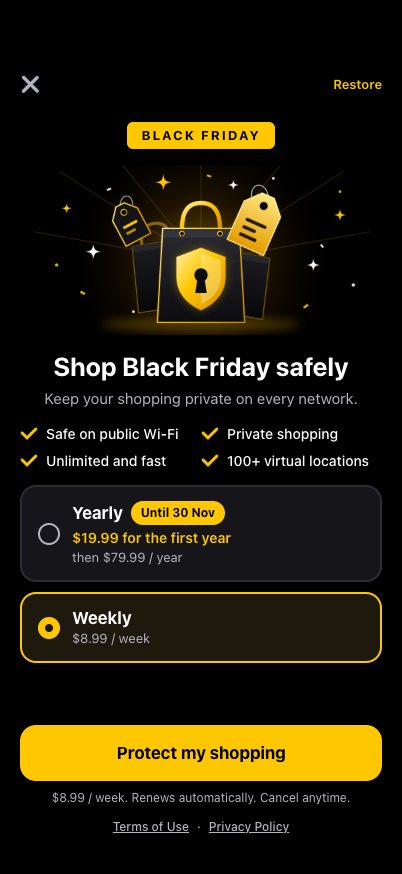 Restore
BLACK FRIDAY
Shop Black Friday safely
Keep your shopping private on every network.
Safe on public Wi-Fi
Private shopping
Unlimited and fast
100+ virtual locations
Yearly Until 30 Nov
$19.99 for the first year
then $79.99 / year
Weekly
$8.99 / week
Protect my shopping
$8.99 / week. Renews automatically. Cancel anytime.
Terms of Use · Privacy Policy